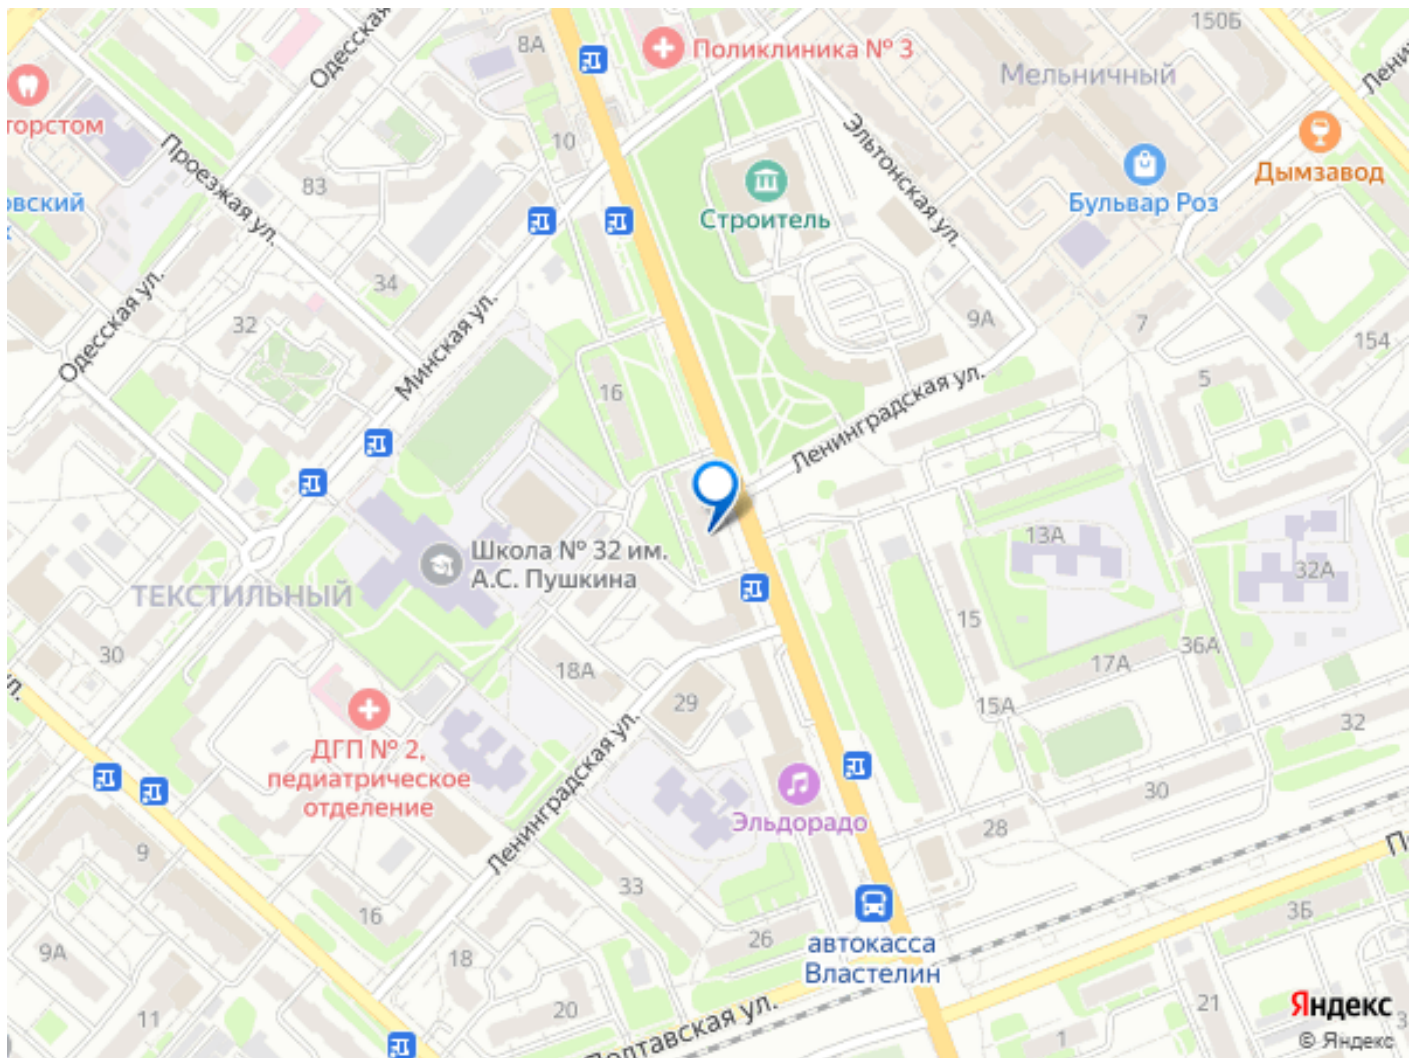 150Б
8А
Поликлиника № 3
Мельничный
Одесская
торстом
Проезжая ул.
10
Эльтонская ул.
Дымзавод
83
Бульвар Роз
овский
Строитель
34
Одесская ул.
32
Минская ул.
9А
7
154
16
Ленинградская ул.
5
Школа № 32 им.
А.С. Пушкина
13А
32А
ТЕКСТИЛЬНЫЙ
15
30
18А
17А
36А
29
15А
32
ДГП № 2,
педиатрическое
отделение
Ленинградская ул.
Эльдорадо
30
28
9
33
16
3Б
26
автокасса
Властелин
9А
18
20
21
11
1
Полтавская ул.
Яндекс
© Яндекс